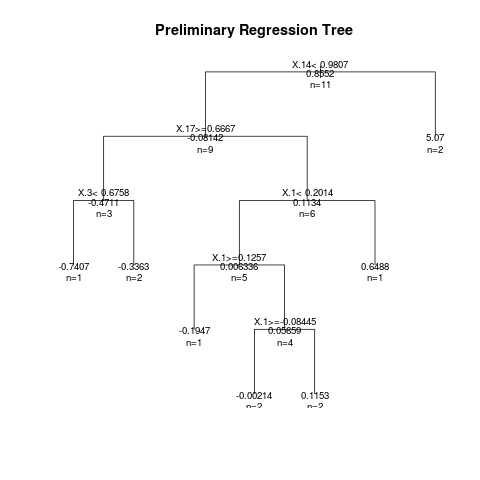 Preliminary Regression Tree
X.14< 0.9807
0.8552
n=11
X.17>=0.6667
-0.08142
n=9
5.07
n=2
X.3< 0.6758
-0.4711
n=3
X.1< 0.2014
0.1134
n=6
-0.7407
n=1
-0.3363
n=2
X.1>=0.1257
0.006336
n=5
0.6488
n=1
-0.1947
n=1
X.1>=-0.08445
0.05659
n=4
-0.00214
n=2
0.1153
n=2